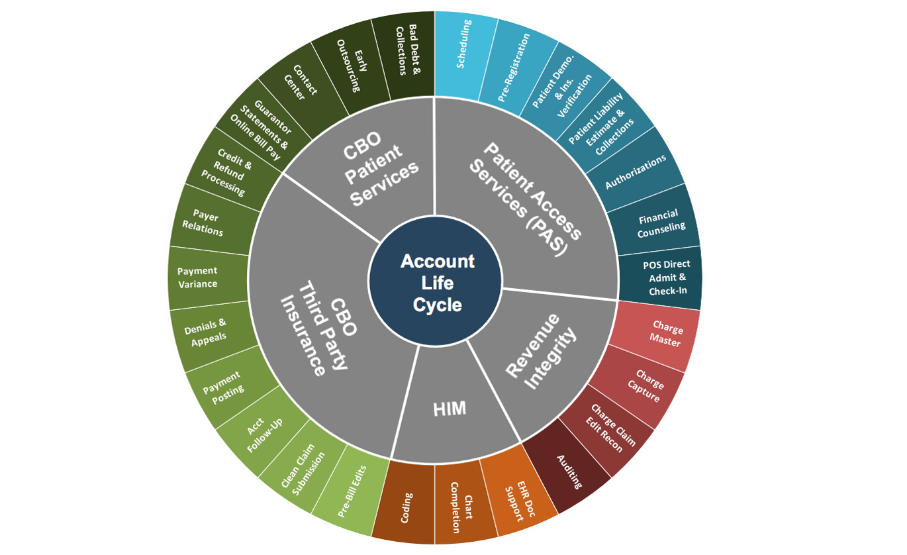 Account
Life
Cycle
Patient Access
Services (PAS)
Revenue
Integrity
HIM
CBO
Third Party
Insurance
CBO
Patient
Services
Scheduling
Pre-Registration
Patient Demo.
& Ins.
Verification
Patient Liability
Estimate &
Collections
Authorizations
Financial
Counseling
POS Direct
Admit &
Check-In
Charge
Master
Charge
Capture
Charge Claim
Edit Recon
Auditing
EHR Doc
Support
Chart
Completion
Coding
Pre-Bill Edits
Clean Claim
Submission
Acct
Follow-Up
Payment
Posting
Denials &
Appeals
Payment
Variance
Payer
Relations
Credit &
Refund
Processing
Guarantor
Statements &
Online Bill Pay
Contact
Center
Early
Outsourcing
Bad Debt &
Collections